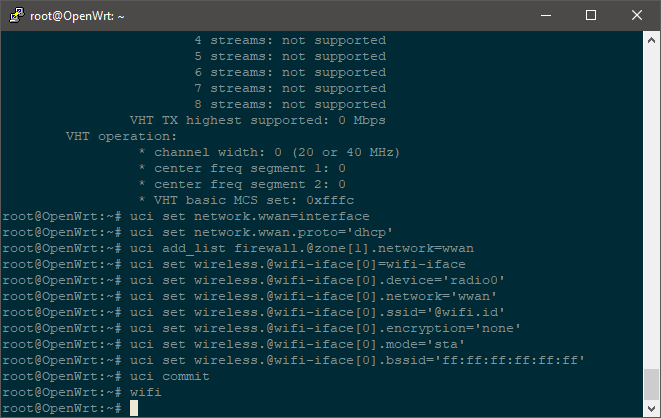 root@OpenWrt: ~
4 streams: not supported
5 streams: not supported
6 streams: not supported
7 streams: not supported
8 streams: not supported
VHT TX highest supported: 0 Mbps
VHT operation:
* channel width: 0 (20 or 40 MHz)
* center freq segment 1: 0
* center freq segment 2: 0
* VHT basic MCS set: 0xfffc
root@OpenWrt:~# uci set network.wwan=interface
root@OpenWrt:~# uci set network.wwan.proto='dhcp'
root@OpenWrt:~# uci add_list firewall.@zone[1].network=wwan
root@OpenWrt:~# uci set wireless.@wifi-iface[0]=wifi-iface
root@OpenWrt:~# uci set wireless.@wifi-iface[0].device='radio0'
root@OpenWrt:~# uci set wireless.@wifi-iface[0].network='wwan'
root@OpenWrt:~# uci set wireless.@wifi-iface[0].ssid='@wifi.id'
root@OpenWrt:~# uci set wireless.@wifi-iface[0].encryption='none'
root@OpenWrt:~# uci set wireless.@wifi-iface[0].mode='sta'
root@OpenWrt:~# uci set wireless.@wifi-iface[0].bssid='ff:ff:ff:ff:ff:ff'
root@OpenWrt:~# uci commit
root@OpenWrt:~# wifi
root@OpenWrt:~#